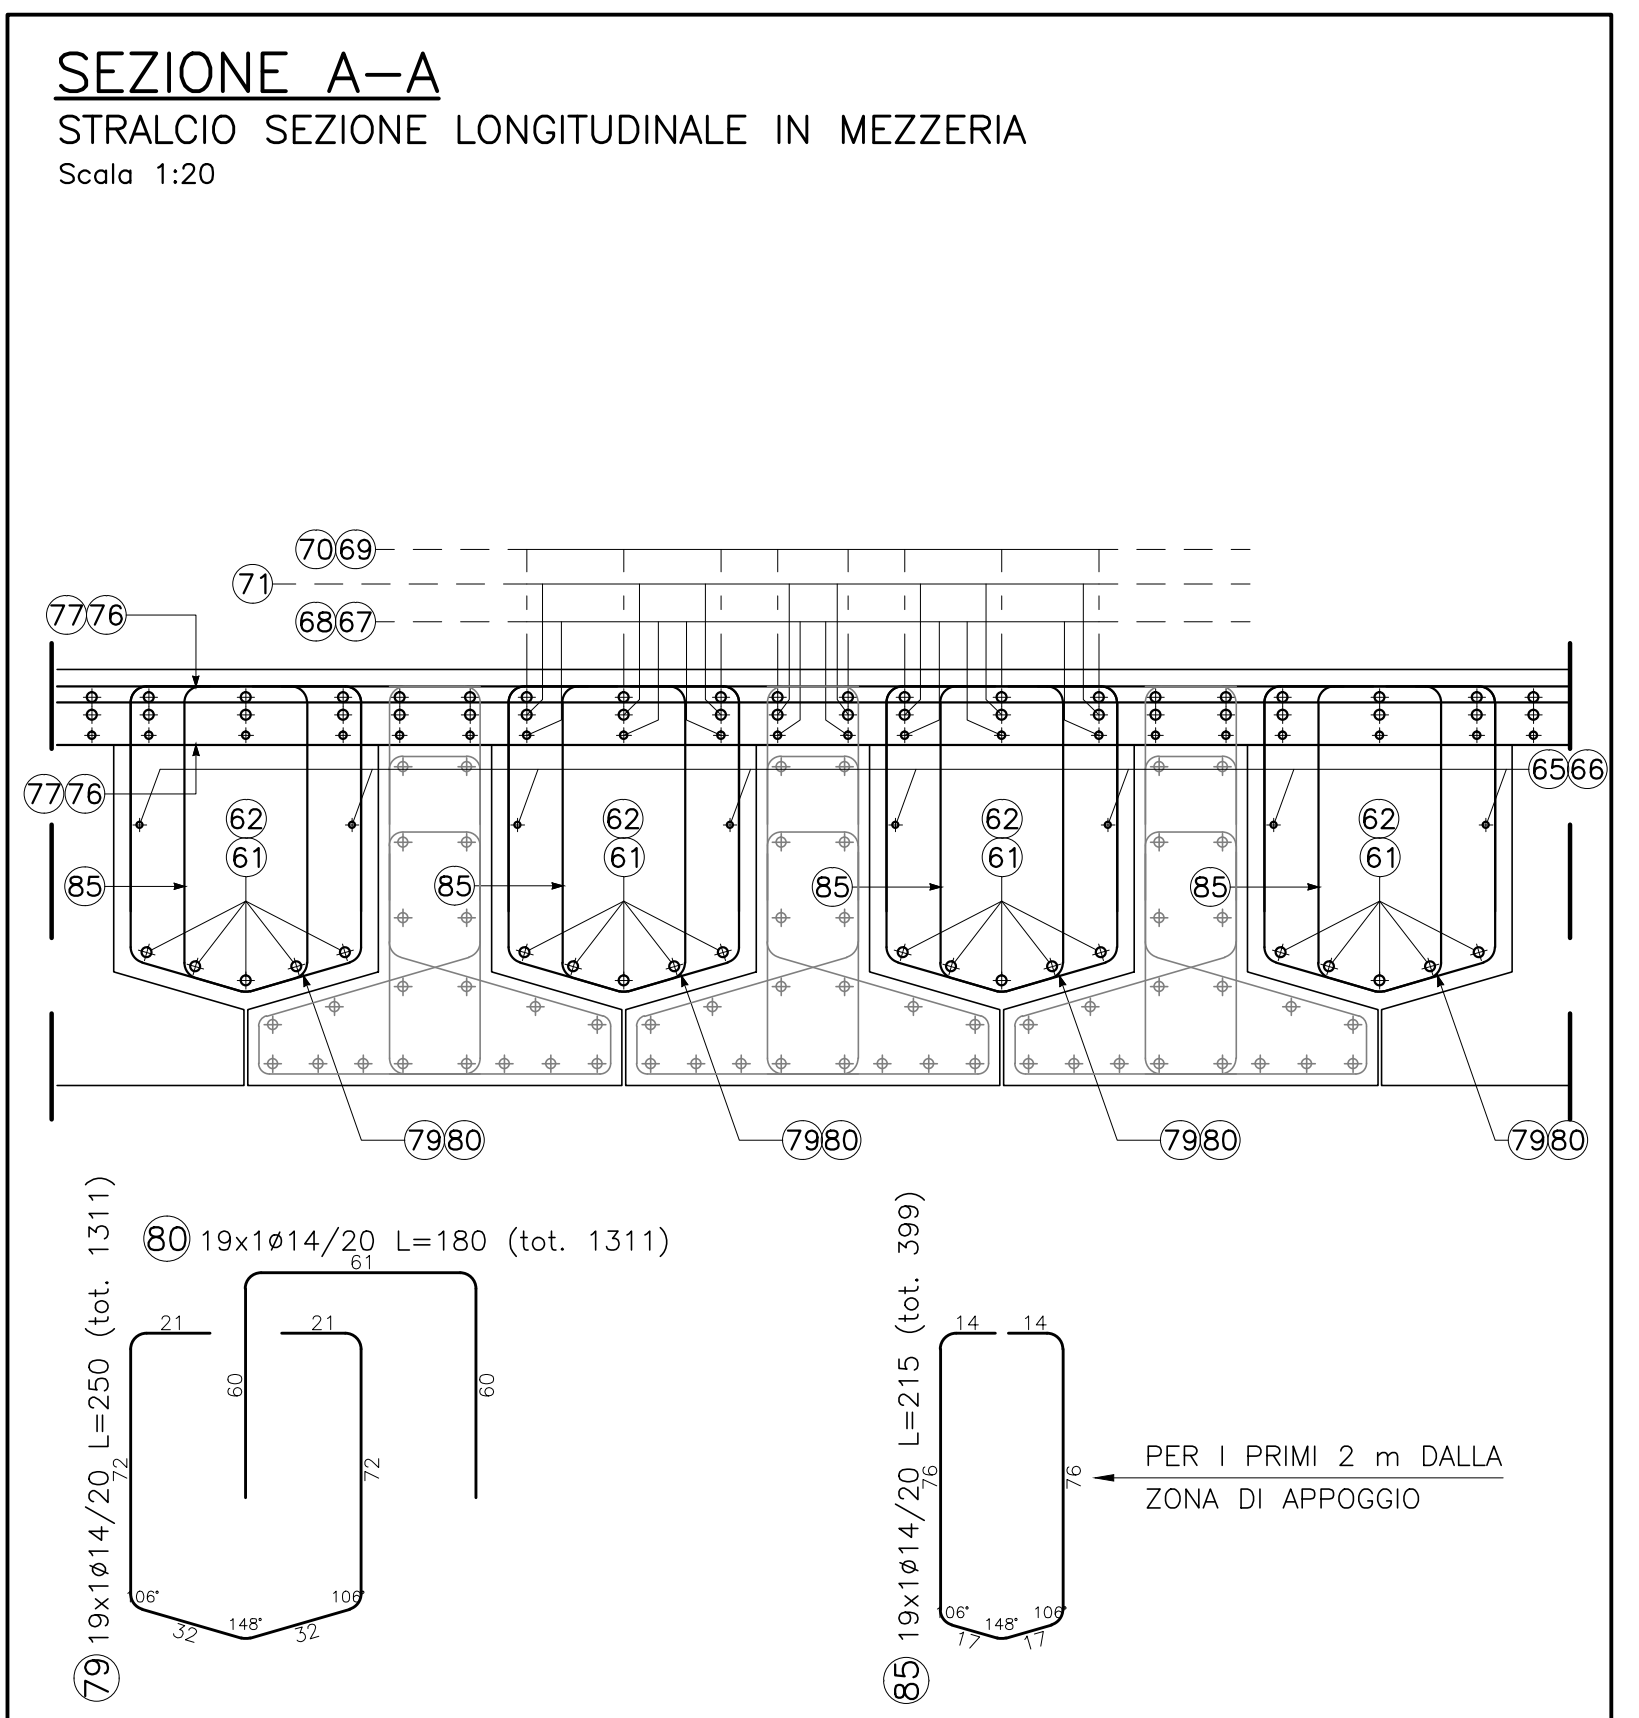 SEZIONE A-A
STRALCIO SEZIONE LONGITUDINALE IN MEZZERIA
Scala 1:20
70 69
71
68 67
77 76
77 76
65 66
62 62 62 62
61 61 61 61
85 85 85 85
79 80 79 80 79 80 79 80
80 19x1ø14/20 L=180 (tot. 1311)
61
60 60
79 19x1ø14/20 L=250 (tot. 1311)
21 21
72 72
106° 106°
148°
32 32
85 19x1ø14/20 L=215 (tot. 399)
14 14
76 76
106° 148° 106°
17 17
PER I PRIMI 2 m DALLA
ZONA DI APPOGGIO